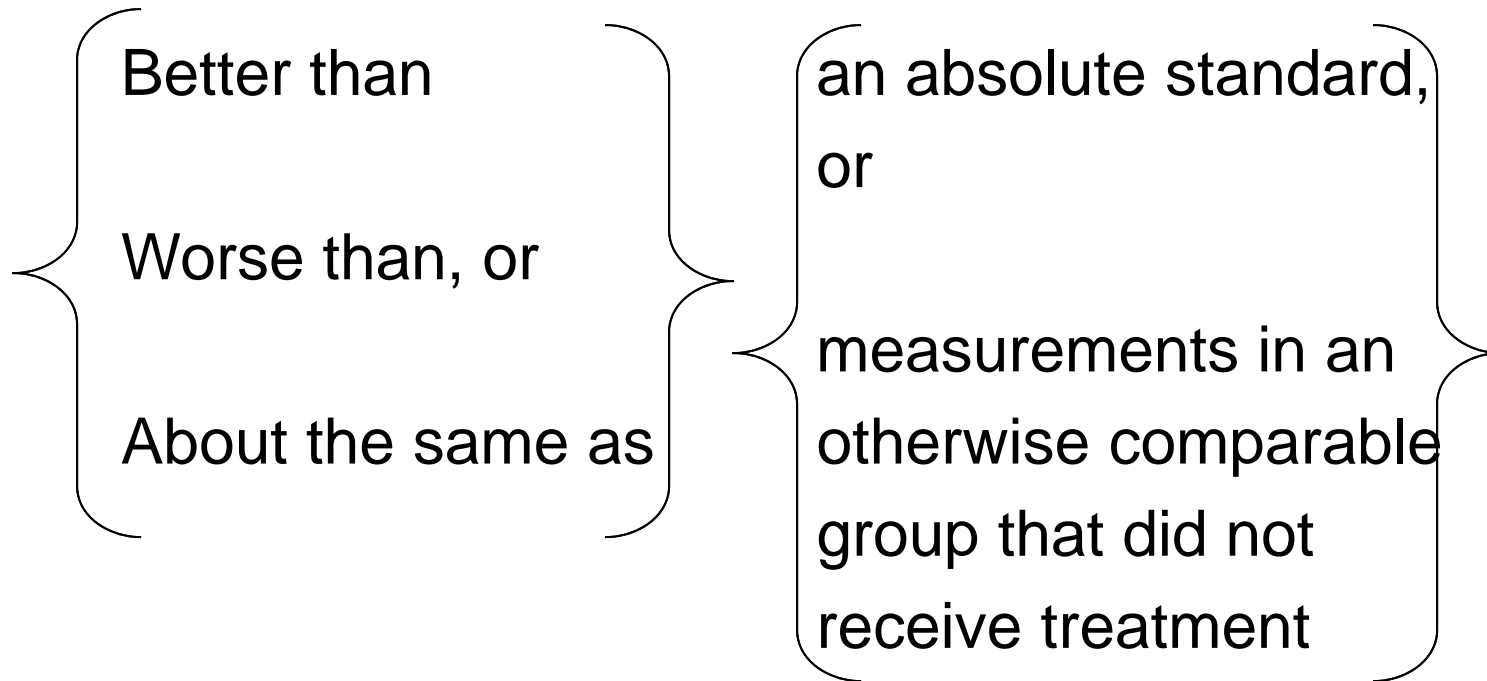 Better than
Worse than, or
About the same as
an absolute standard,
or
measurements in an
otherwise comparable
group that did not
receive treatment